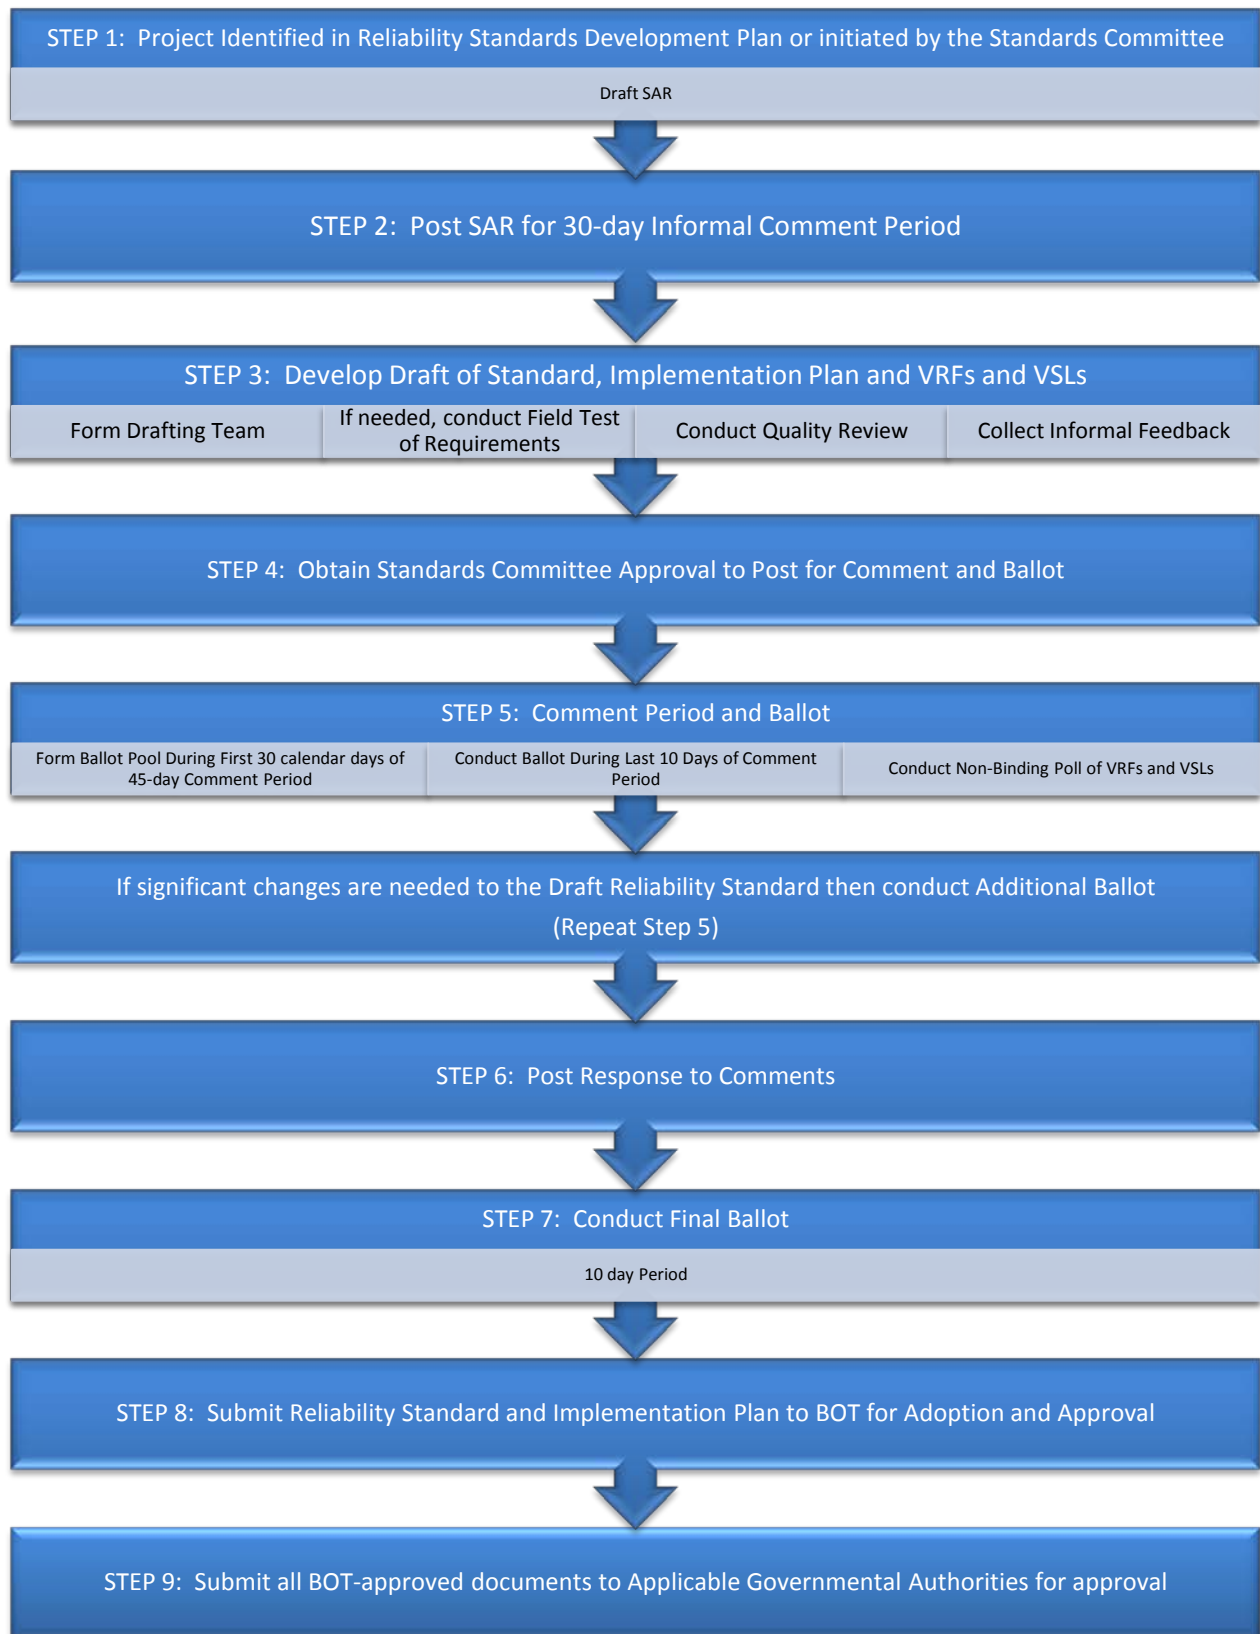 STEP 1: Project Identified in Reliability Standards Development Plan or initiated by the Standards Committee
Draft SAR
STEP 2: Post SAR for 30-day Informal Comment Period
STEP 3: Develop Draft of Standard, Implementation Plan and VRFs and VSLs
Form Drafting Team
If needed, conduct Field Test
of Requirements
Conduct Quality Review
Collect Informal Feedback
STEP 4: Obtain Standards Committee Approval to Post for Comment and Ballot
STEP 5: Comment Period and Ballot
Form Ballot Pool During First 30 calendar days of
45-day Comment Period
Conduct Ballot During Last 10 Days of Comment
Period
Conduct Non-Binding Poll of VRFs and VSLs
If significant changes are needed to the Draft Reliability Standard then conduct Additional Ballot
(Repeat Step 5)
STEP 6: Post Response to Comments
STEP 7: Conduct Final Ballot
10 day Period
STEP 8: Submit Reliability Standard and Implementation Plan to BOT for Adoption and Approval
STEP 9: Submit all BOT-approved documents to Applicable Governmental Authorities for approval